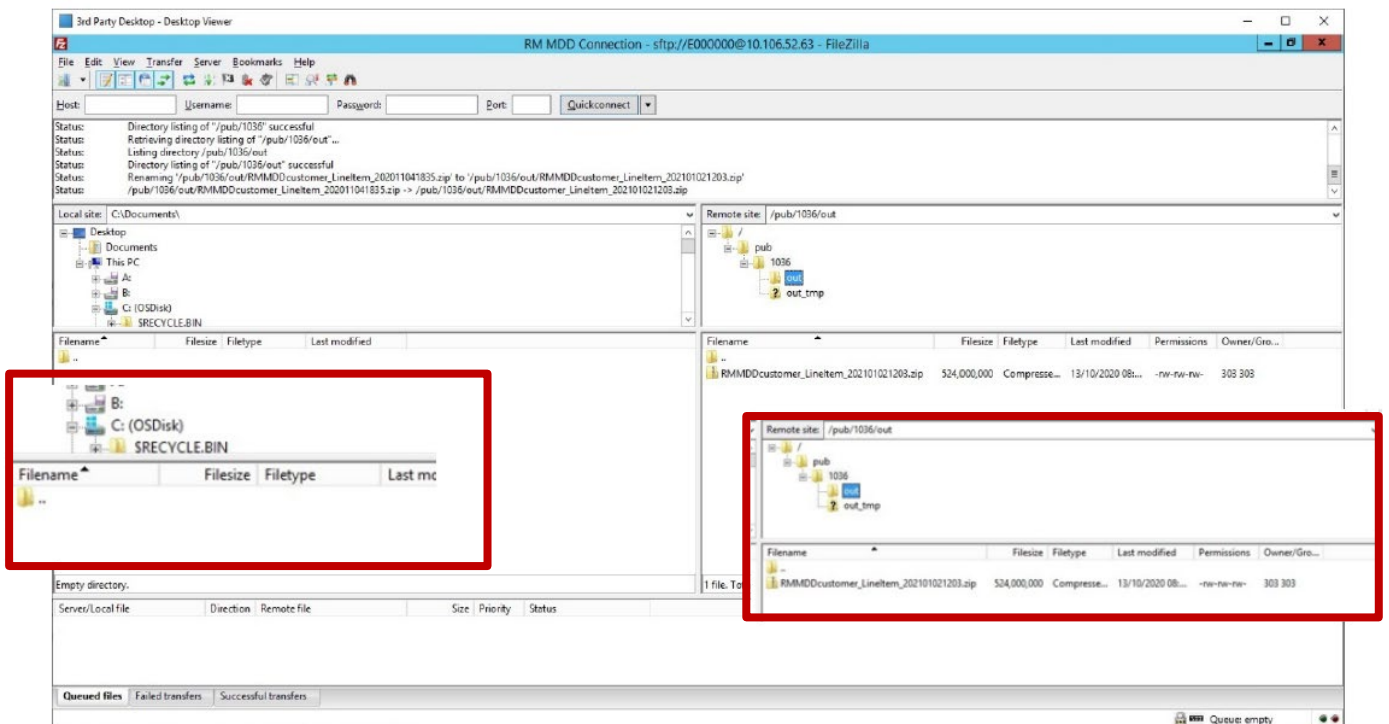 3rd Party Desktop - Desktop Viewer
RM MDD Connection - sftp://E000000@10.106.52.63 - FileZilla
File Edit View Transfer Server Bookmarks Help
Host: Username: Password: Port: Quickconnect
Status: Directory listing of "/pub/1036" successful
Status: Retrieving directory listing of "/pub/1036/out"...
Status: Listing directory /pub/1036/out
Status: Directory listing of "/pub/1036/out" successful
Status: Renaming '/pub/1036/out/RMMDDcustomer_LineItem_202011041835.zip' to '/pub/1036/out/RMMDDcustomer_LineItem_202101021203.zip'
Status: /pub/1036/out/RMMDDcustomer_LineItem_202011041835.zip -> /pub/1036/out/RMMDDcustomer_LineItem_202101021203.zip
Local site: C:\Documents\
Desktop
Documents
This PC
A:
B:
C: (OSDisk)
$RECYCLE.BIN
Filename Filesize Filetype Last modified
..
Remote site: /pub/1036/out
/
pub
1036
out
out_tmp
Filename Filesize Filetype Last modified Permissions Owner/Gro...
..
RMMDDcustomer_LineItem_202101021203.zip 524,000,000 Compresse... 13/10/2020 08:... -rw-rw-rw- 303 303
B:
C: (OSDisk)
$RECYCLE.BIN
Filename Filesize Filetype Last mo
..
Remote site: /pub/1036/out
/
pub
1036
out
out_tmp
Filename Filesize Filetype Last modified Permissions Owner/Gro...
..
RMMDDcustomer_LineItem_202101021203.zip 524,000,000 Compresse... 13/10/2020 08:... -rw-rw-rw- 303 303
Empty directory.
1 file. To
Server/Local file Direction Remote file Size Priority Status
Queued files Failed transfers Successful transfers
Queue: empty